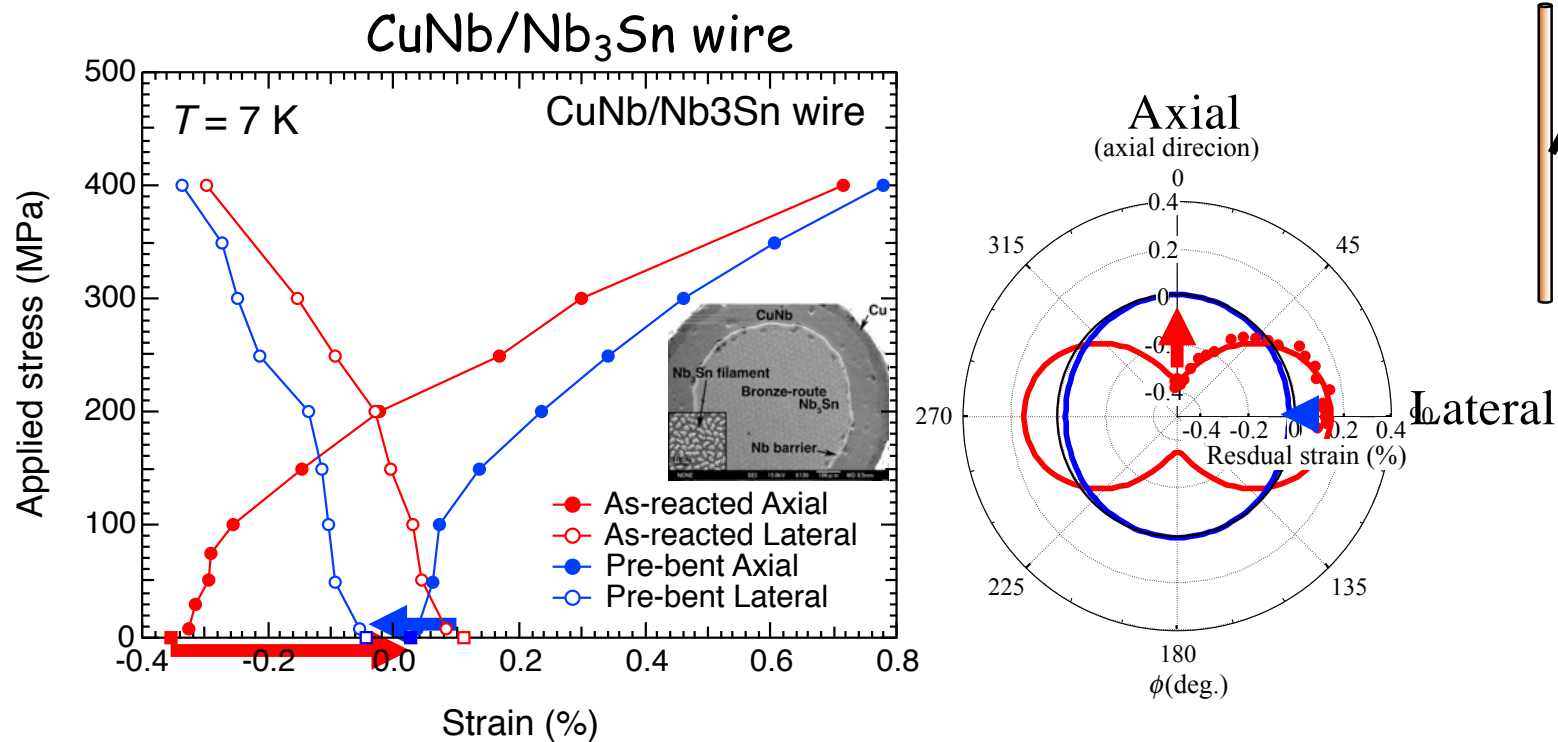 CuNb/Nb₃Sn wire
500
400
300
200
100
0
Applied stress (MPa)
T = 7 K
CuNb/Nb3Sn wire
CuNb
Cu
Nb₃Sn filament
Bronze-route
Nb₃Sn
Nb barrier
As-reacted Axial
As-reacted Lateral
Pre-bent Axial
Pre-bent Lateral
-0.4
-0.2
0.0
0.2
0.4
0.6
0.8
Strain (%)
Axial
(axial direcion)
0
0.4
0.2
0
-0.4
315
45
270
90
Lateral
-0.4
-0.2
0
0.2
0.4
Resdual strain (%)
225
135
180
ϕ(deg.)